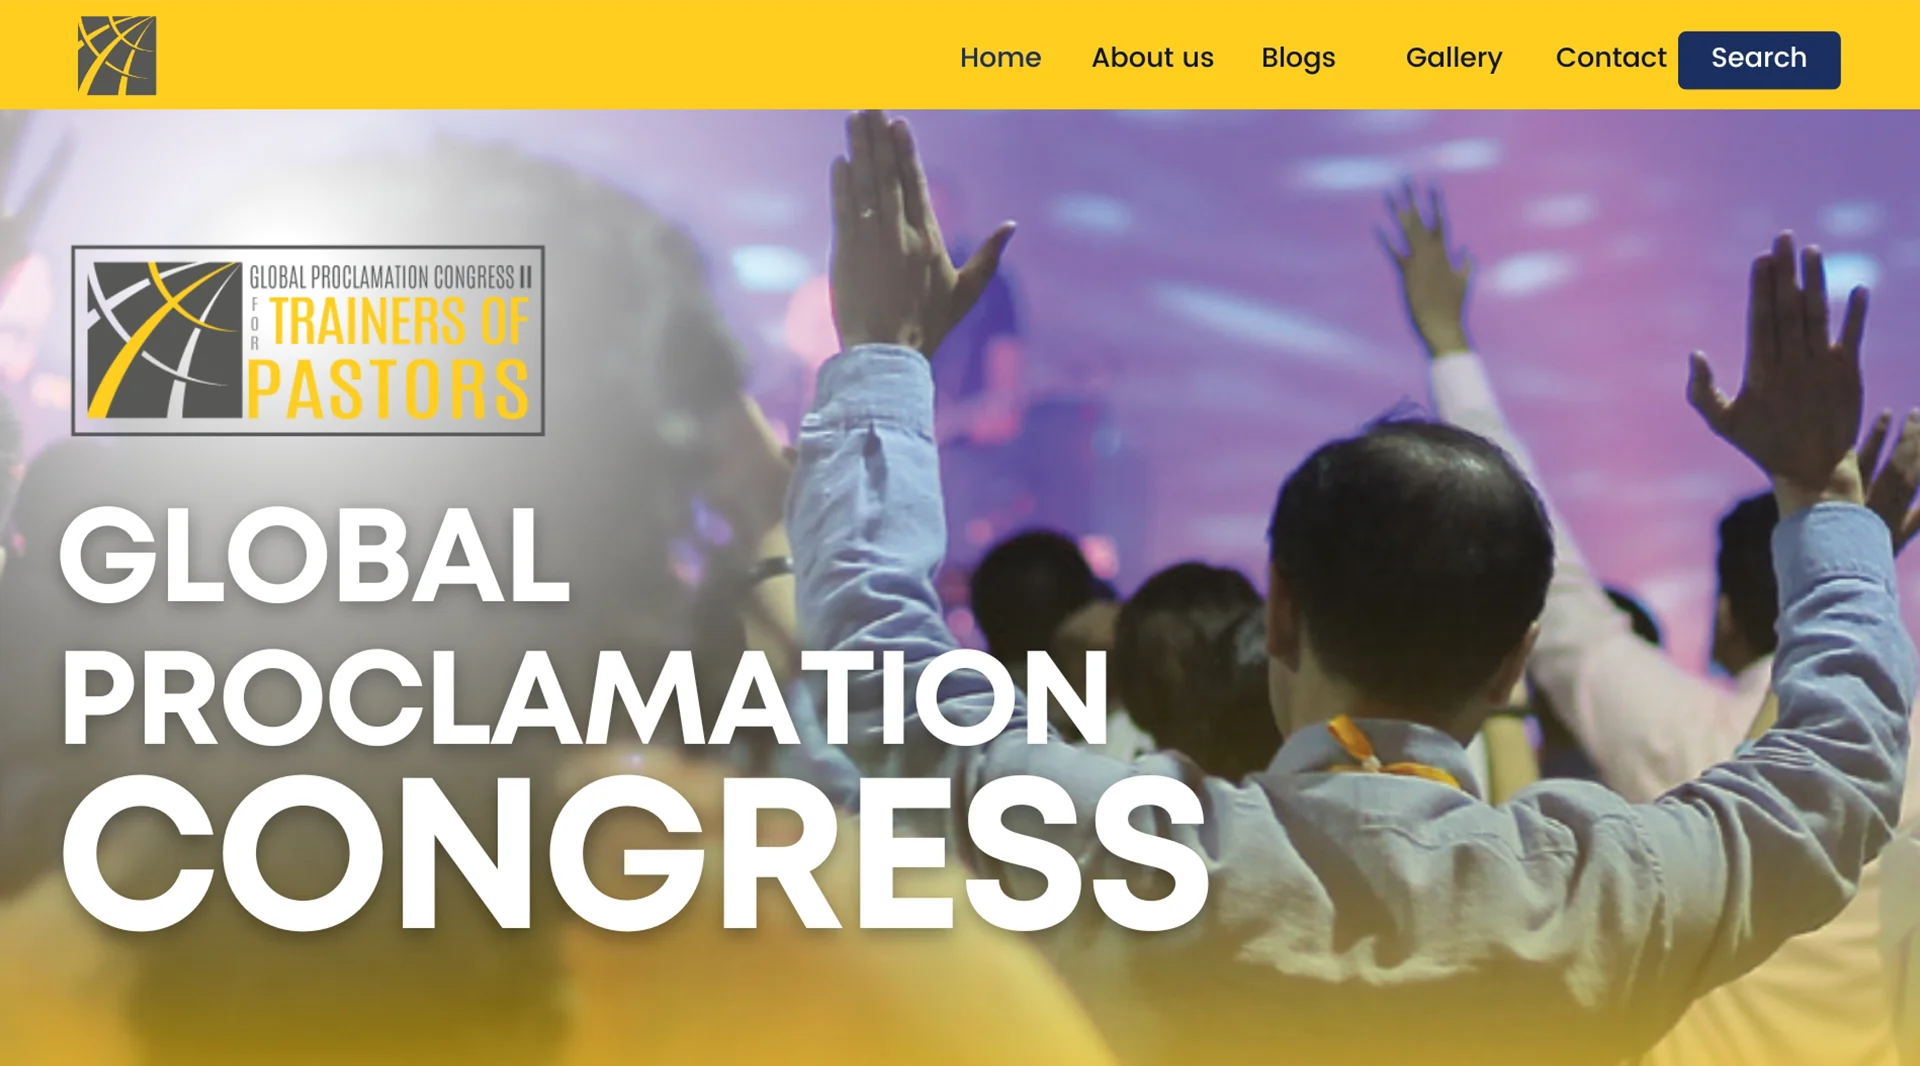 Home About us Blogs Gallery Contact Search
GLOBAL PROCLAMATION CONGRESS II
FOR
TRAINERS OF
PASTORS
GLOBAL
PROCLAMATION
CONGRESS